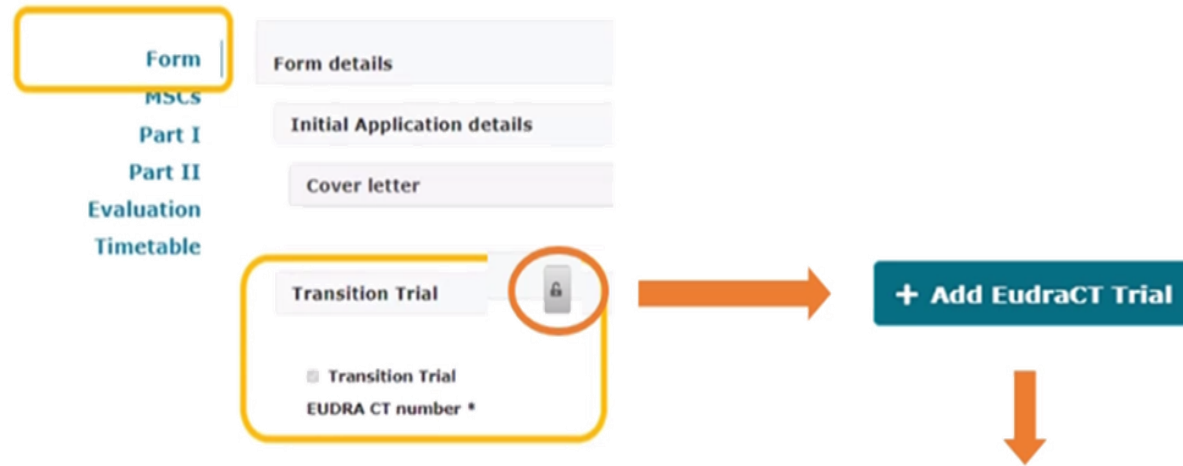 Form
MSCs
Part I
Part II
Evaluation
Timetable
Form details
Initial Application details
Cover letter
Transition Trial
Transition Trial
EUDRA CT number *
+ Add EudraCT Trial